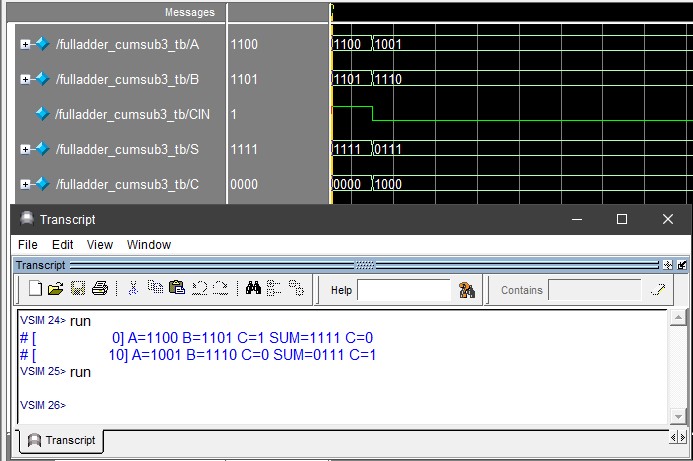 Messages
/fulladder_cumsub3_tb/A 1100 1100 1001
/fulladder_cumsub3_tb/B 1101 1101 1110
/fulladder_cumsub3_tb/CIN 1
/fulladder_cumsub3_tb/S 1111 1111 0111
/fulladder_cumsub3_tb/C 0000 0000 1000
Transcript
File Edit View Window
Transcript
Help Contains
VSIM 24> run
# [ 0] A=1100 B=1101 C=1 SUM=1111 C=0
# [ 10] A=1001 B=1110 C=0 SUM=0111 C=1
VSIM 25> run
VSIM 26>
Transcript